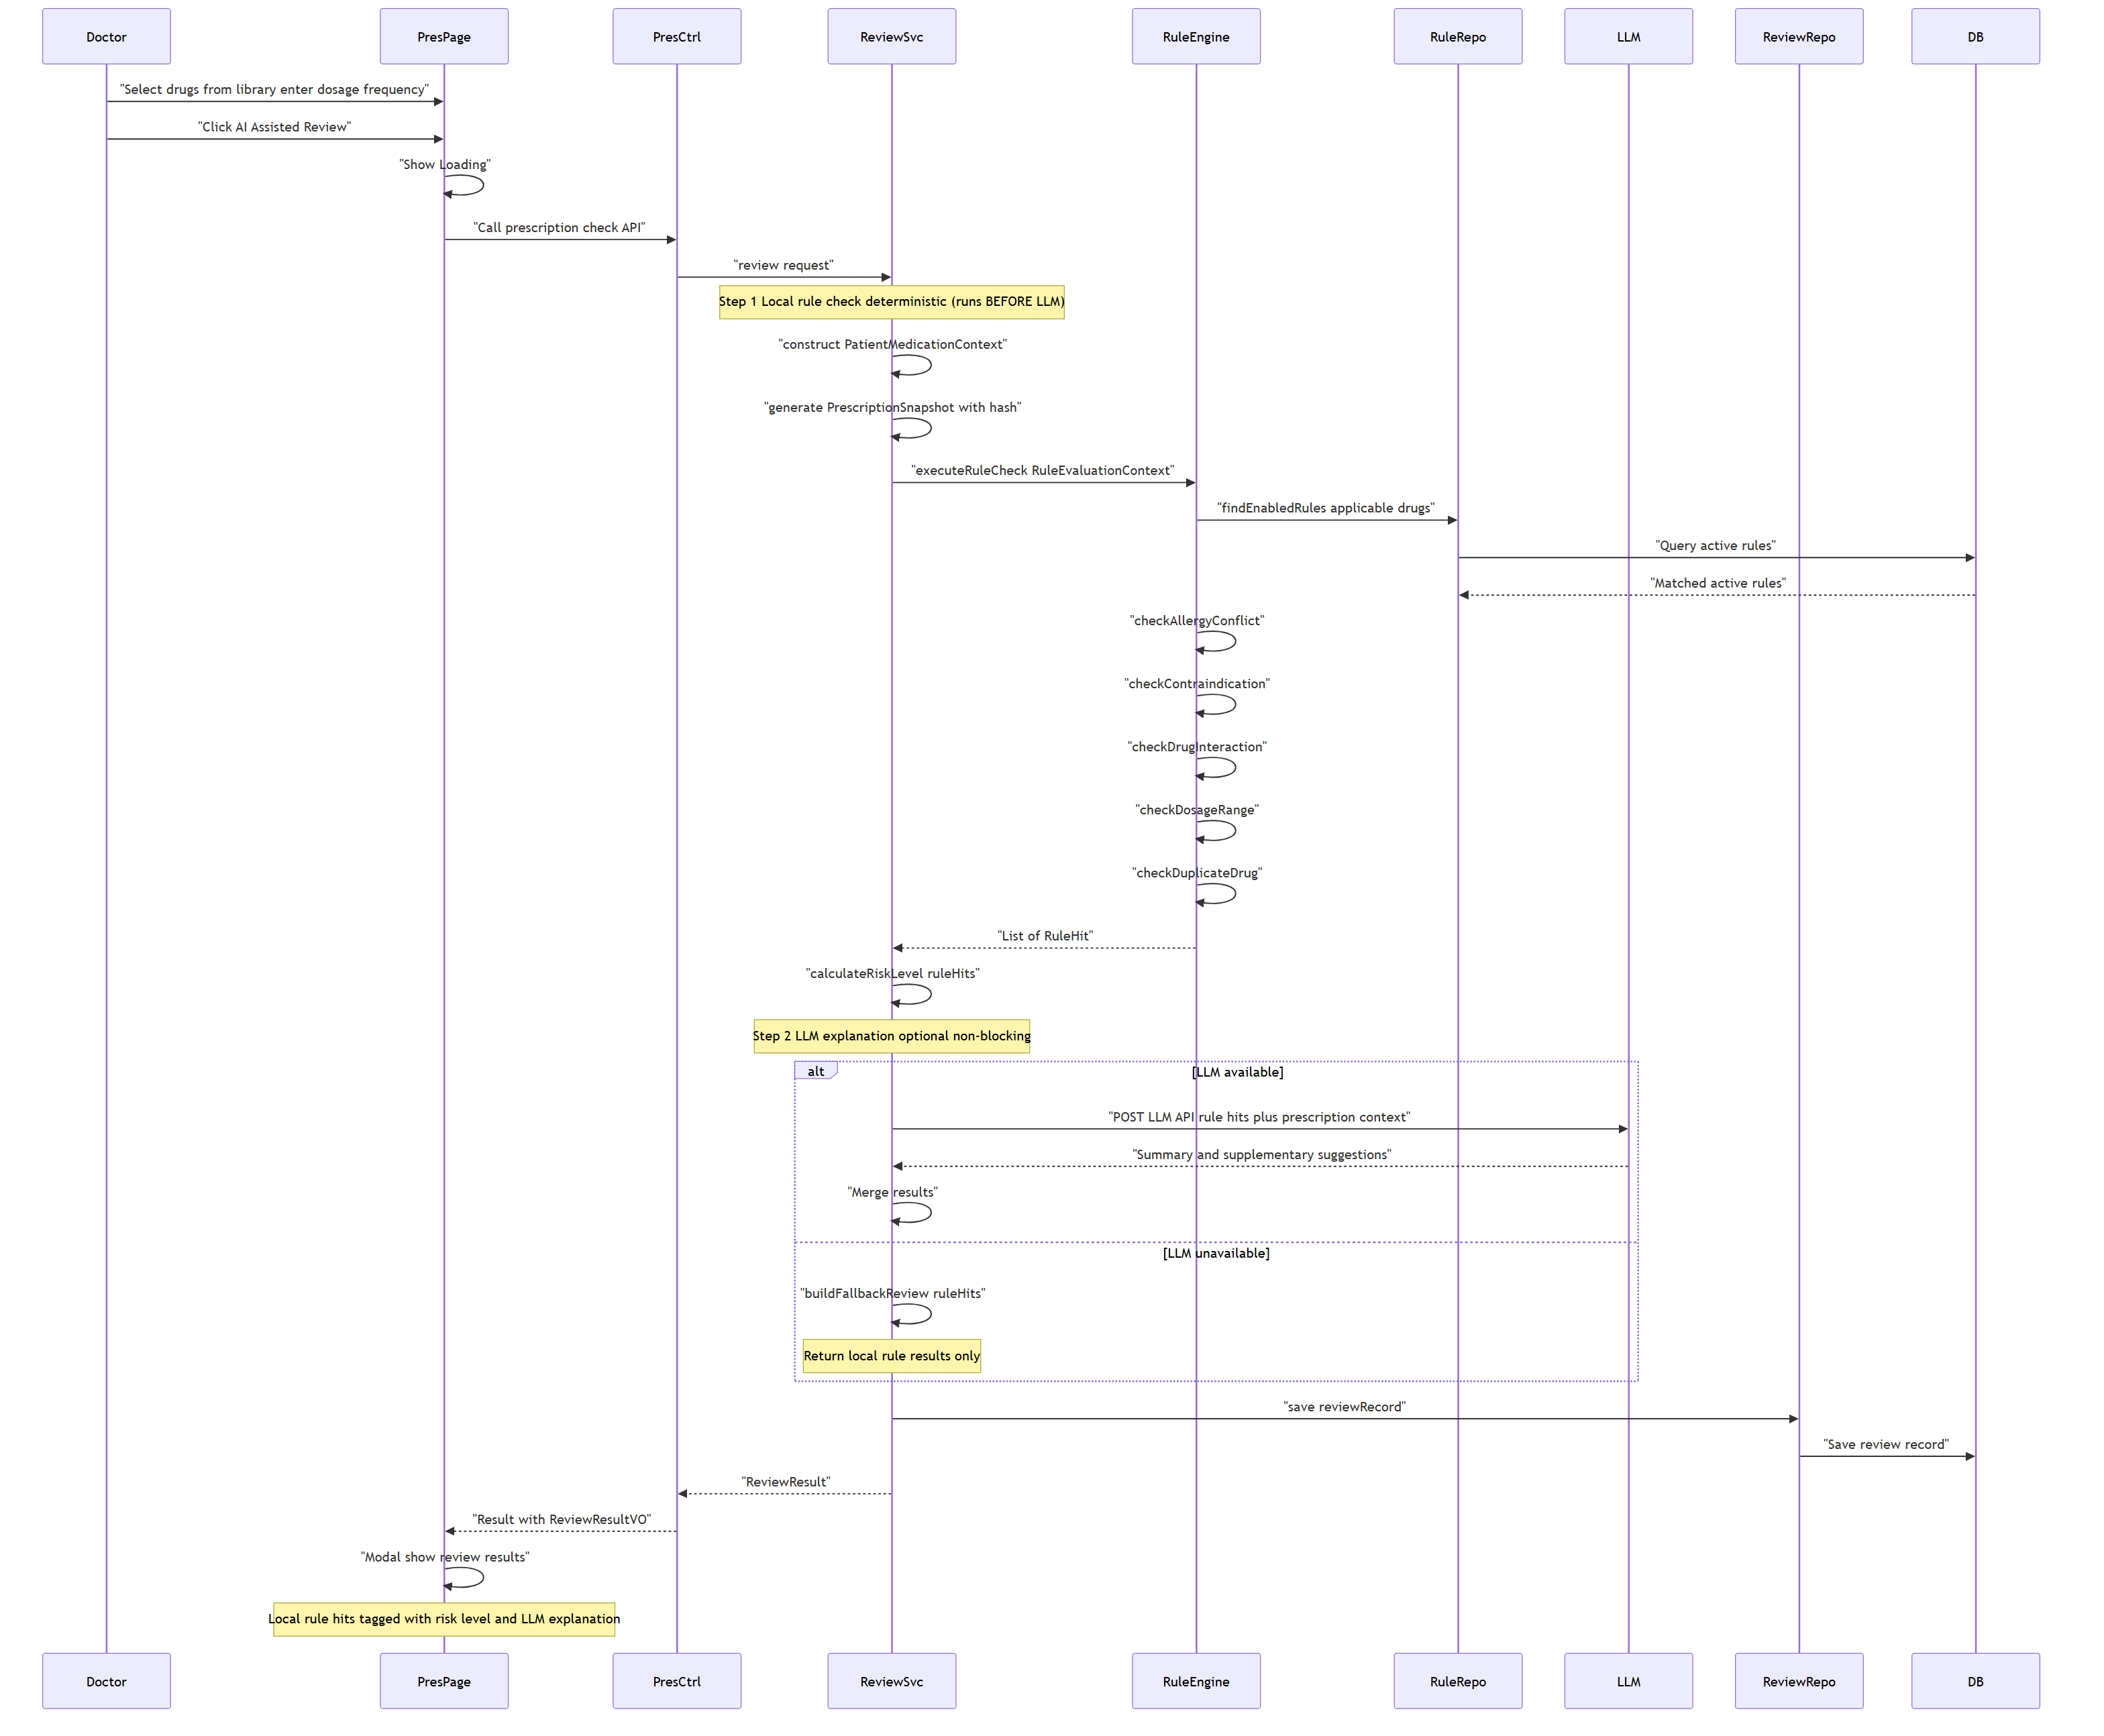 Doctor
PresPage
PresCtrl
ReviewSvc
RuleEngine
RuleRepo
LLM
ReviewRepo
DB
"Select drugs from library enter dosage frequency"
"Click AI Assisted Review"
"Show Loading"
"Call prescription check API"
"review request"
Step 1 Local rule check deterministic (runs BEFORE LLM)
"construct PatientMedicationContext"
"generate PrescriptionSnapshot with hash"
"executeRuleCheck RuleEvaluationContext"
"findEnabledRules applicable drugs"
"Query active rules"
"Matched active rules"
"checkAllergyConflict"
"checkContraindication"
"checkDrugInteraction"
"checkDosageRange"
"checkDuplicateDrug"
"List of RuleHit"
"calculateRiskLevel ruleHits"
Step 2 LLM explanation optional non-blocking
alt
[LLM available]
"POST LLM API rule hits plus prescription context"
"Summary and supplementary suggestions"
"Merge results"
[LLM unavailable]
"buildFallbackReview ruleHits"
Return local rule results only
"save reviewRecord"
"Save review record"
"ReviewResult"
"Result with ReviewResultVO"
"Modal show review results"
Local rule hits tagged with risk level and LLM explanation
Doctor
PresPage
PresCtrl
ReviewSvc
RuleEngine
RuleRepo
LLM
ReviewRepo
DB